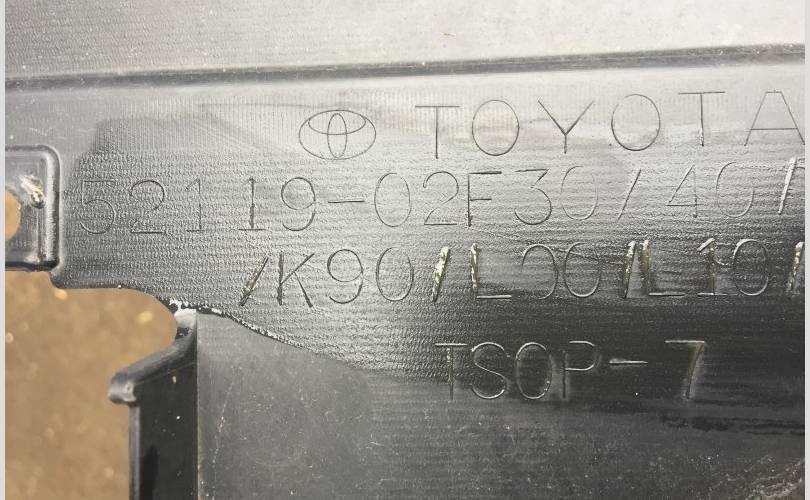 TOYOTA
52119-02F30/40/
/K90/L00/L10/
TSOP-7